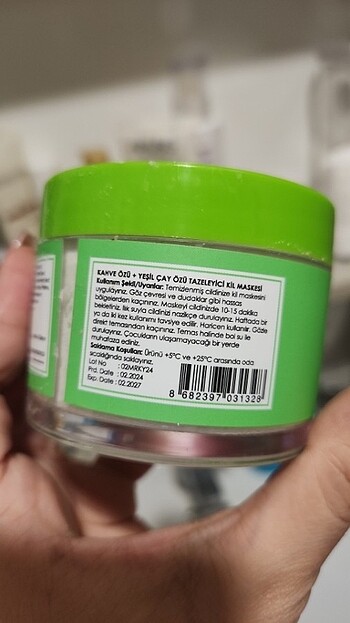 KAHVE ÖZÜ + YEŞİL ÇAY ÖZÜ TAZELEYİCİ KİL MASKESİ
Kullanım Şekli/Uyarılar: Temizlenmiş cildinize kil maskesini
uygulayınız. Göz çevresi ve dudaklar gibi hassas
bölgelerden kaçınınız. Maskeyi cildinizde 10-15 dakika
bekletiniz. Ilık suyla cildinizi nazikçe durulayınız. Haftada bir
ya da iki kez kullanımı tavsiye edilir. Haricen kullanılır. Gözle
direkt temasından kaçınınız. Temas halinde bol su ile
durulayınız. Çocukların ulaşamayacağı bir yerde
muhafaza ediniz.
Saklama Koşulları: Ürünü +5°C ve +25°C arasında oda
sıcaklığında saklayınız.
Lot No : 02MRKY24
Prd. Date : 02.2024
Exp. Date : 02.2027
8 682397 031328